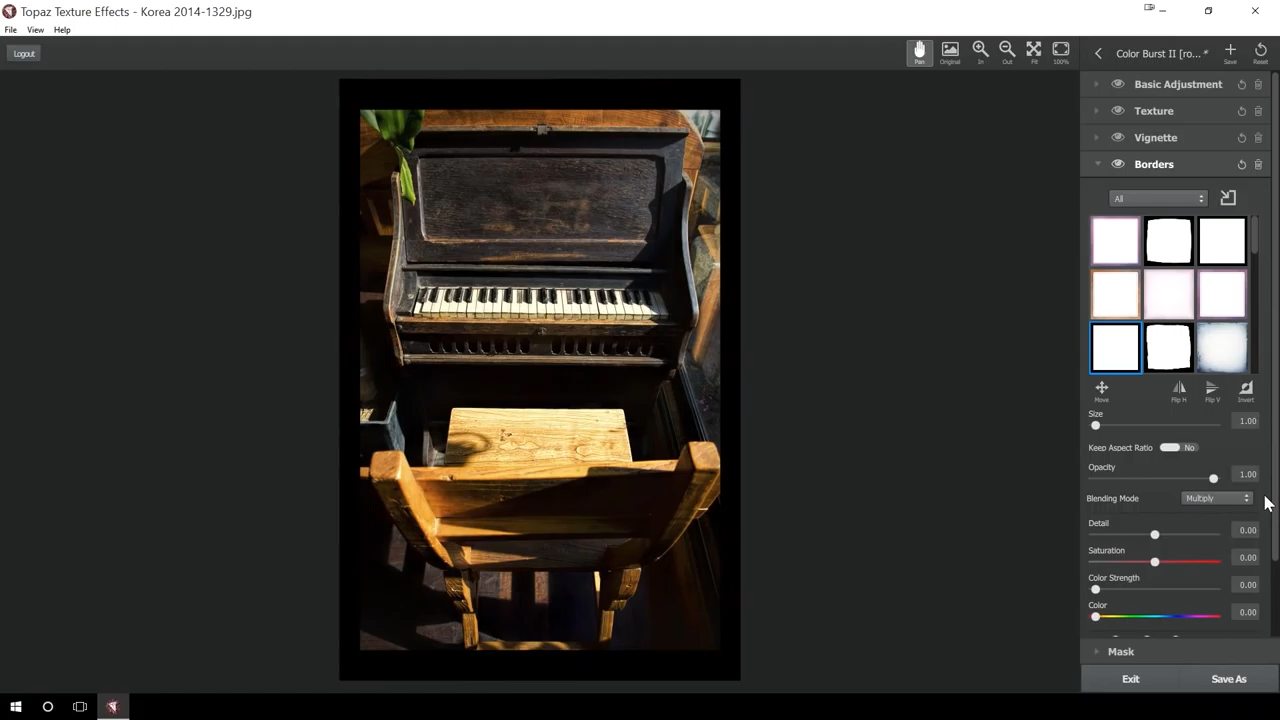 Topaz Texture Effects - Korea 2014-1329.jpg
File View Help
Logout
Pan Original In Out Fit 100%
Color Burst II [ro... *
Save Reset
Basic Adjustment
Texture
Vignette
Borders
All
Move Flip H Flip V Invert
Size 1.00
Keep Aspect Ratio No
Opacity 1.00
Blending Mode Multiply
Detail 0.00
Saturation 0.00
Color Strength 0.00
Color 0.00
Mask
Exit Save As